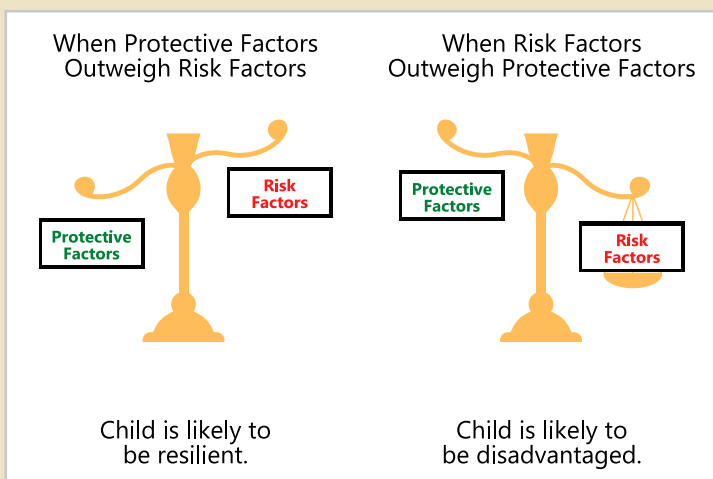 When Protective Factors
Outweigh Risk Factors
Protective
Factors
Risk
Factors
Child is likely to
be resilient.
When Risk Factors
Outweigh Protective Factors
Protective
Factors
Risk
Factors
Child is likely to
be disadvantaged.